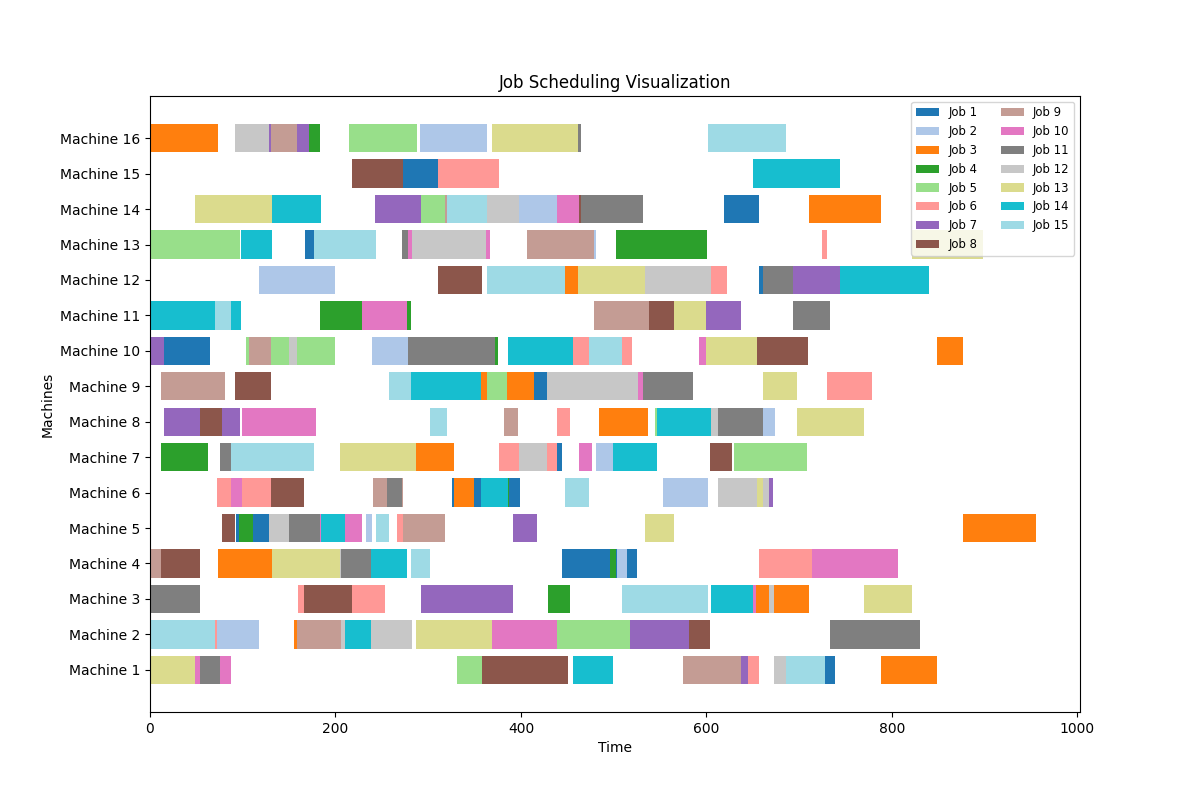 Job Scheduling Visualization
Machine 16
Machine 15
Machine 14
Machine 13
Machine 12
Machine 11
Machine 10
Machine 9
Machine 8
Machine 7
Machine 6
Machine 5
Machine 4
Machine 3
Machine 2
Machine 1
Machines
0 200 400 600 800 1000
Time
Job 1
Job 2
Job 3
Job 4
Job 5
Job 6
Job 7
Job 8
Job 9
Job 10
Job 11
Job 12
Job 13
Job 14
Job 15